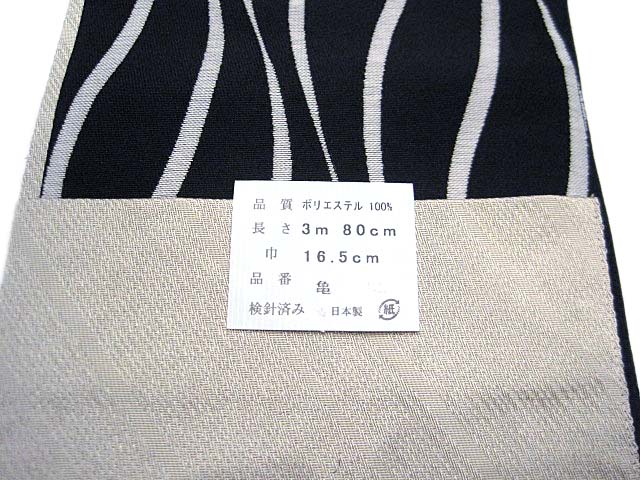 品質 ポリエステル 100%
長さ 3m 80cm
巾 16.5cm
品番 亀
検針済み 日本製 紙